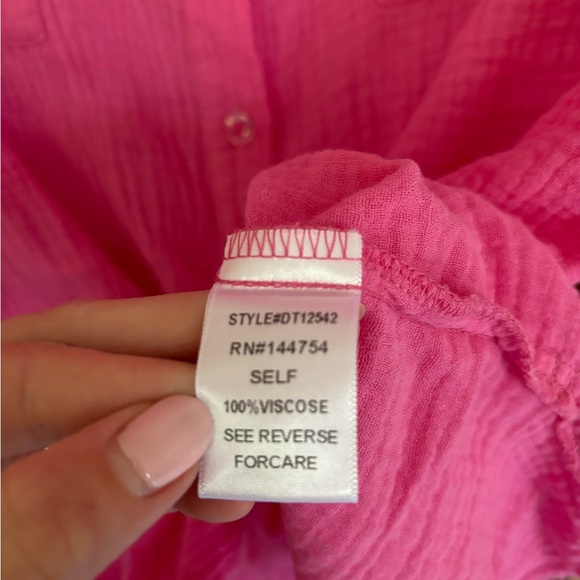 STYLE#DT12542
RN#144754
SELF
100%VISCOSE
SEE REVERSE
FORCARE